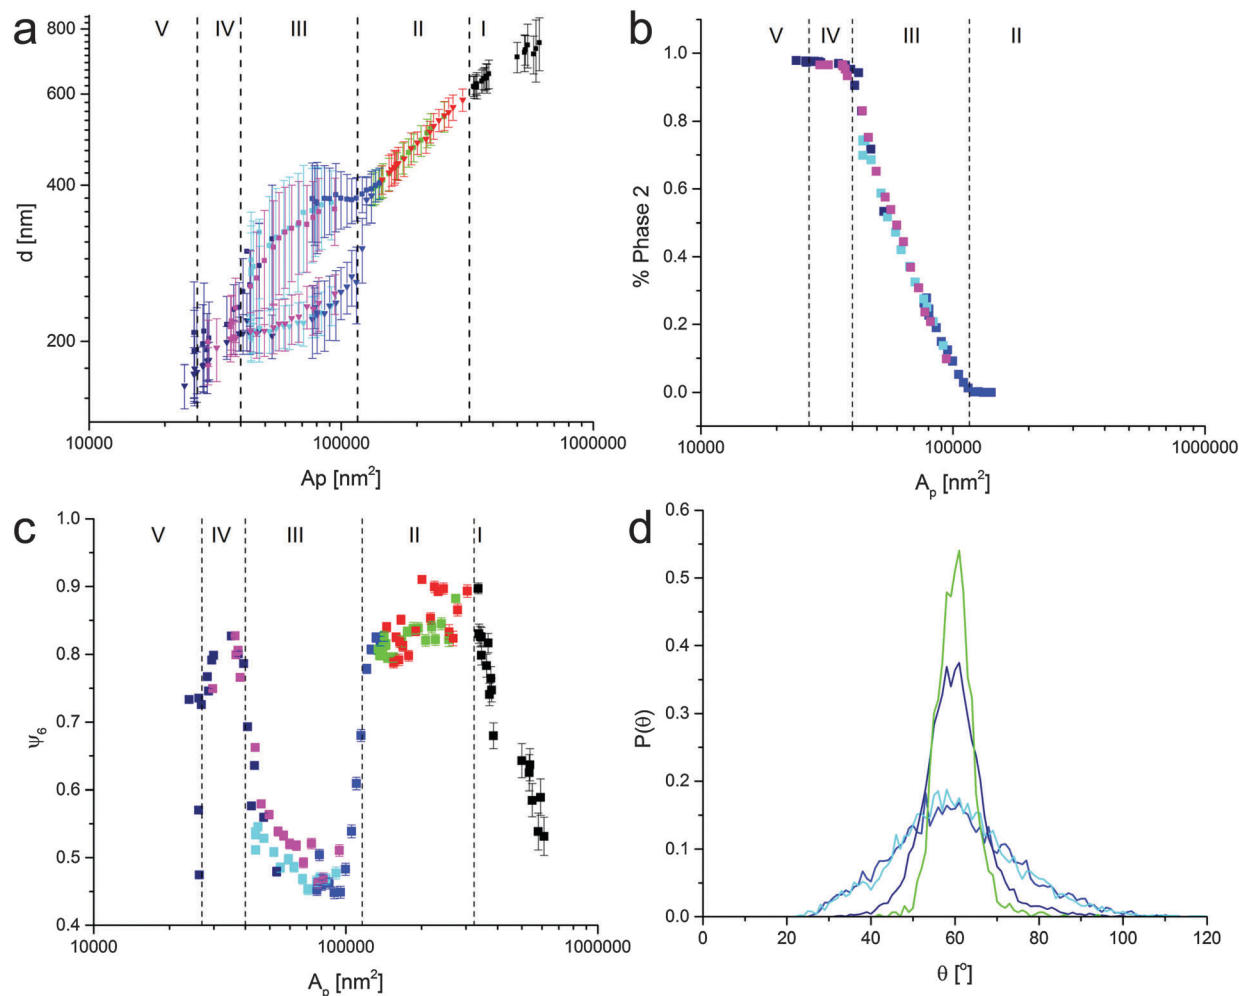 a
V IV III II I
800
600
400
200
d [nm]
10000 100000 1000000
Ap [nm²]
b
V IV III II
1.0
0.8
0.6
0.4
0.2
0.0
% Phase 2
10000 100000 1000000
Aₚ [nm²]
c
V IV III II I
1.0
0.9
0.8
0.7
0.6
0.5
0.4
ψ₆
10000 100000 1000000
Aₚ [nm²]
d
0.6
0.5
0.4
0.3
0.2
0.1
0.0
P(θ)
0 20 40 60 80 100 120
θ [°]